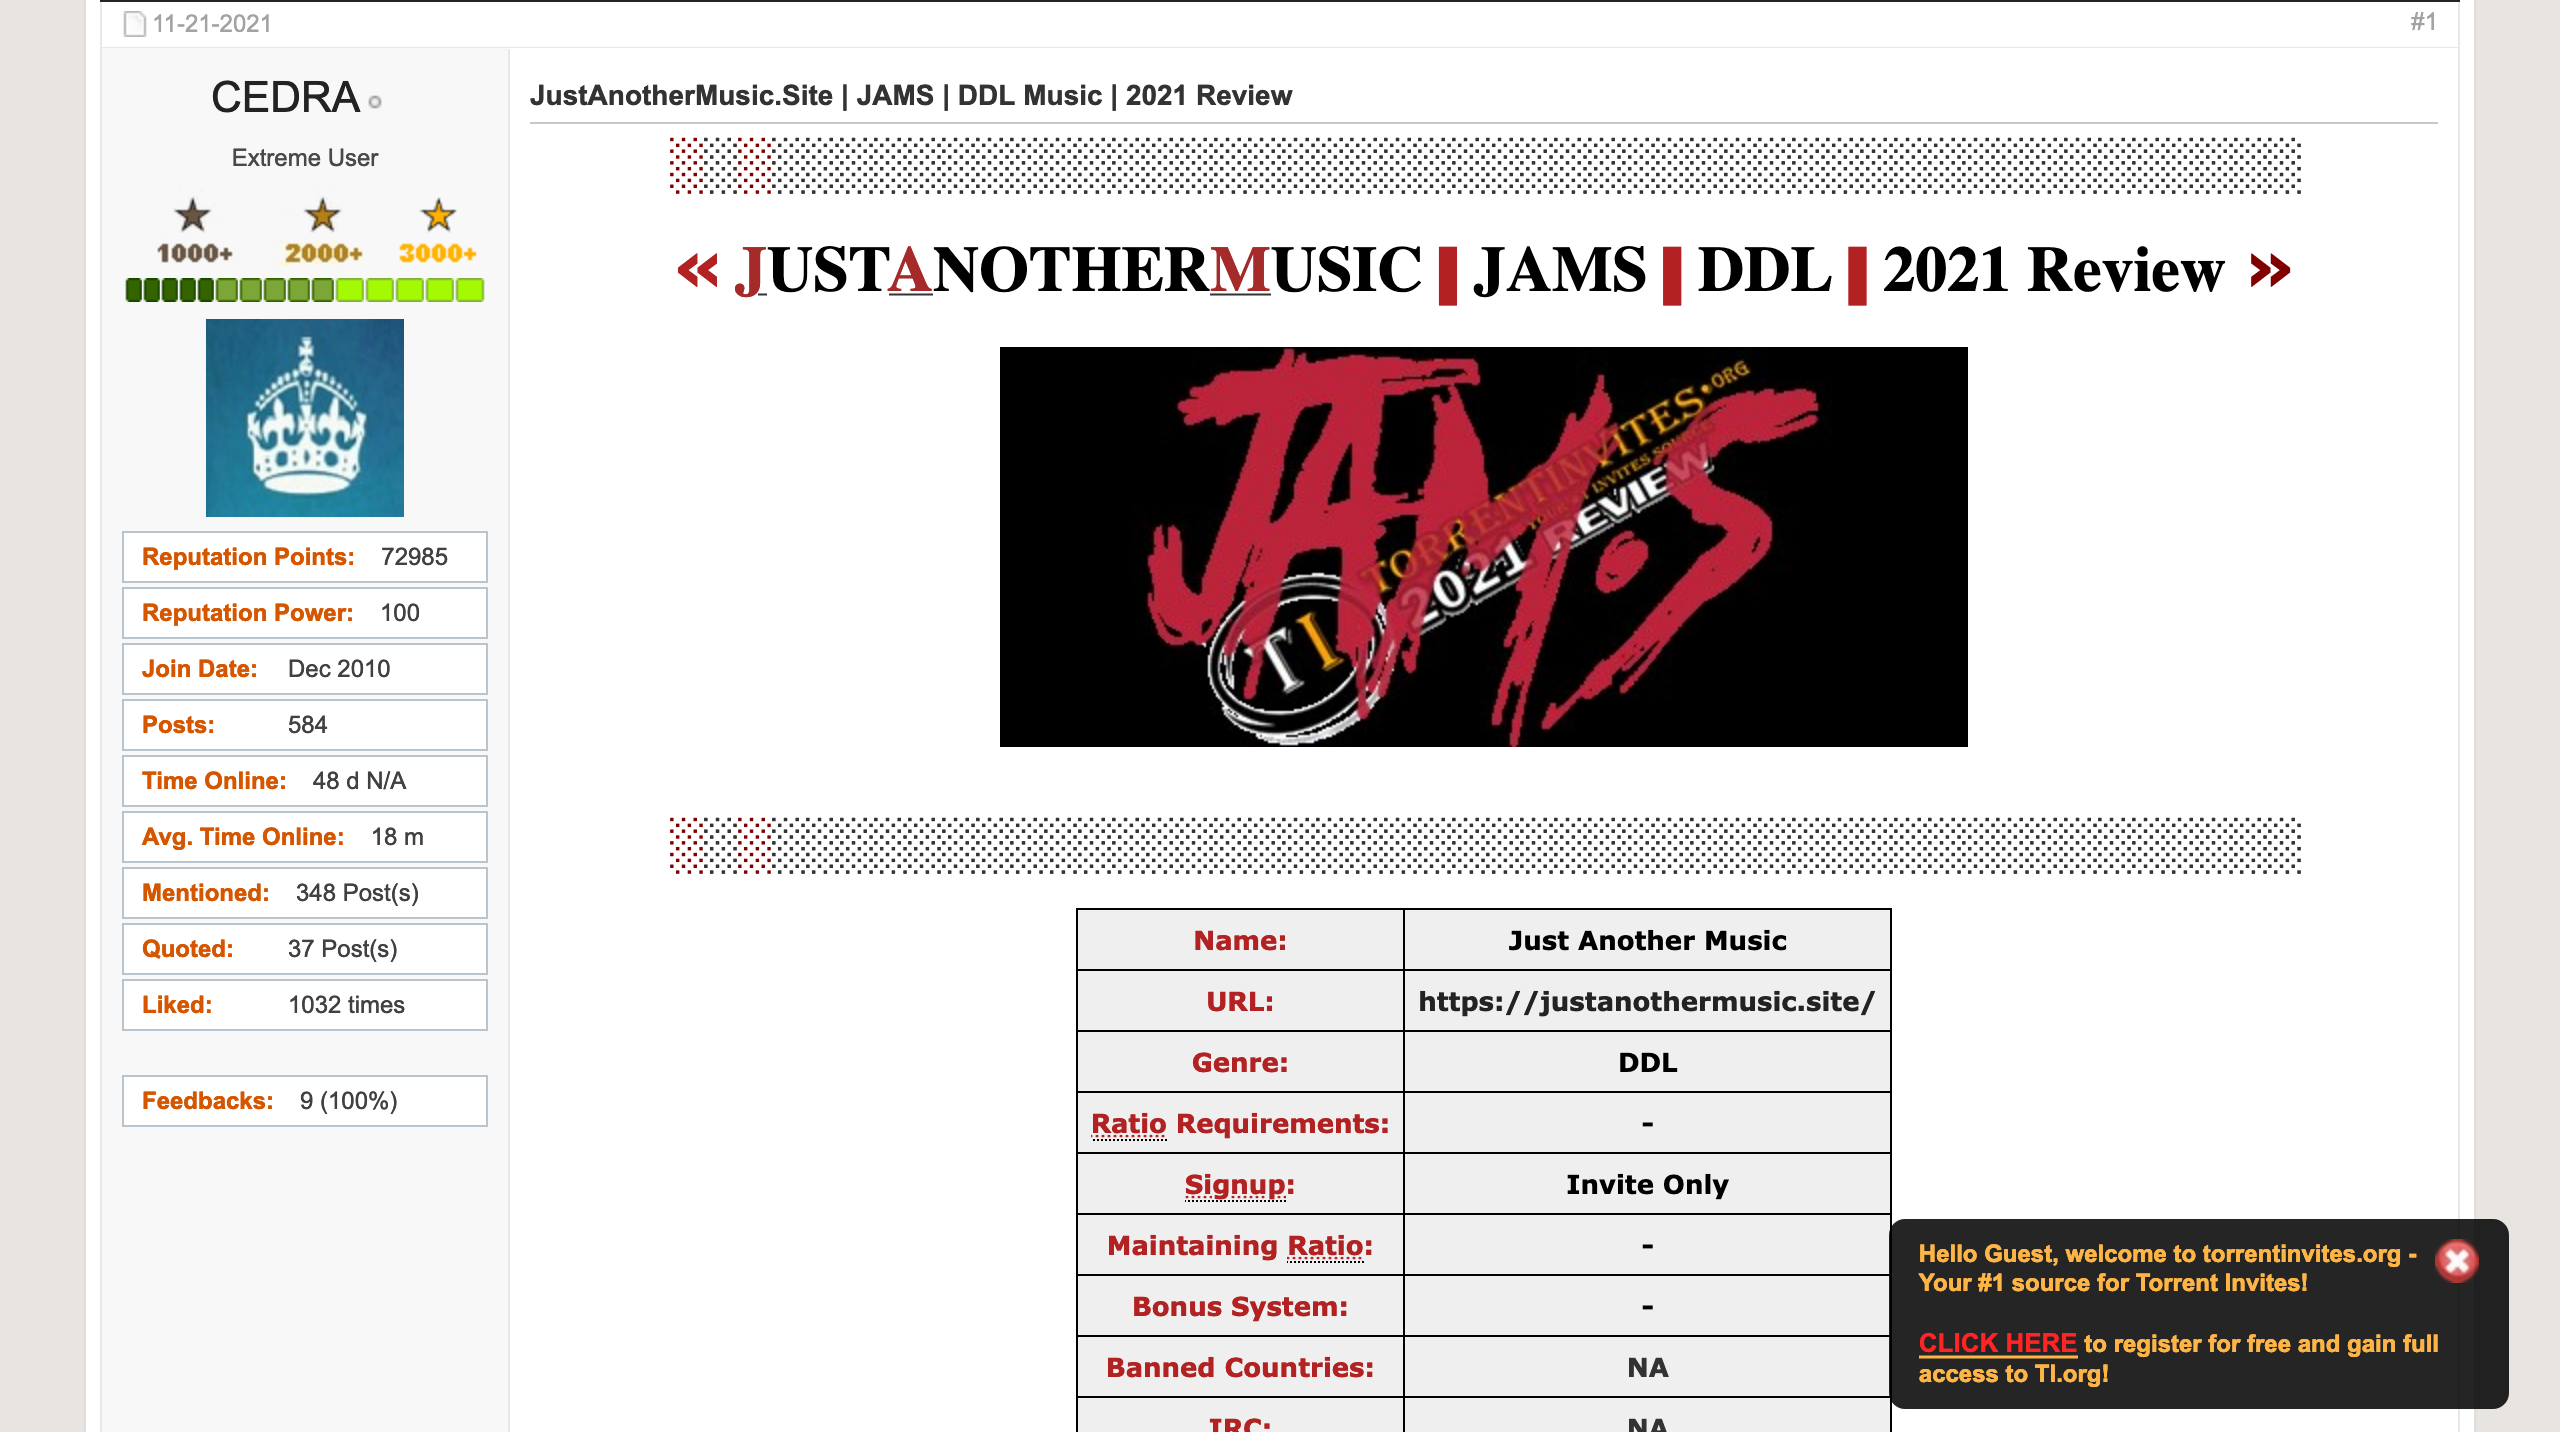 11-21-2021
#1
CEDRA
Extreme User
1000+ 2000+ 3000+
Reputation Points: 72985
Reputation Power: 100
Join Date: Dec 2010
Posts: 584
Time Online: 48 d N/A
Avg. Time Online: 18 m
Mentioned: 348 Post(s)
Quoted: 37 Post(s)
Liked: 1032 times
Feedbacks: 9 (100%)
JustAnotherMusic.Site | JAMS | DDL Music | 2021 Review
« JUSTANOTHERMUSIC | JAMS | DDL | 2021 Review »
JAMS
TORRENTINVITES.ORG
YOUR INVITES SOURCE
2021 REVIEW
TI
Name: Just Another Music
URL: https://justanothermusic.site/
Genre: DDL
Ratio Requirements: -
Signup: Invite Only
Maintaining Ratio: -
Bonus System: -
Banned Countries: NA
IRC: NA
Hello Guest, welcome to torrentinvites.org -
Your #1 source for Torrent Invites!
CLICK HERE to register for free and gain full
access to TI.org!